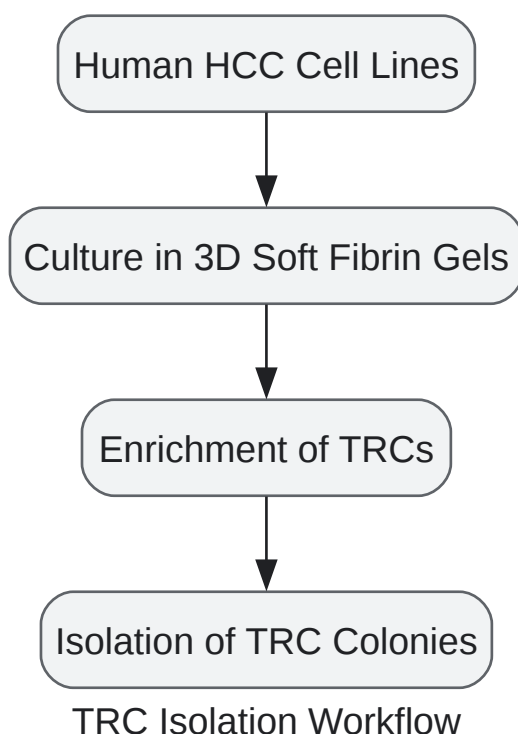 Human HCC Cell Lines
Culture in 3D Soft Fibrin Gels
Enrichment of TRCs
Isolation of TRC Colonies
TRC Isolation Workflow